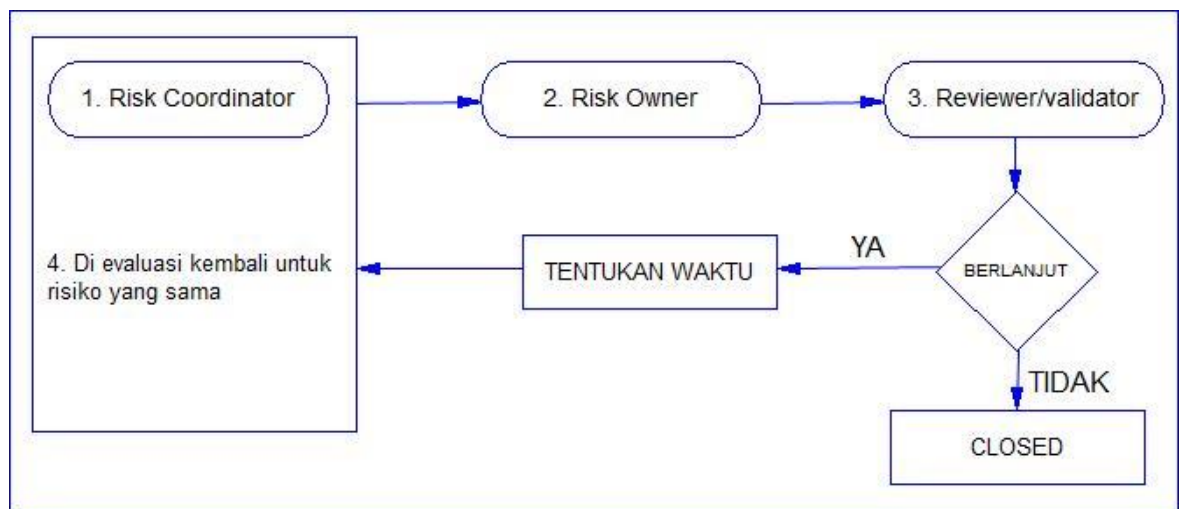 1. Risk Coordinator
2. Risk Owner
3. Reviewer/validator
4. Di evaluasi kembali untuk
risiko yang sama
TENTUKAN WAKTU
YA
BERLANJUT
TIDAK
CLOSED